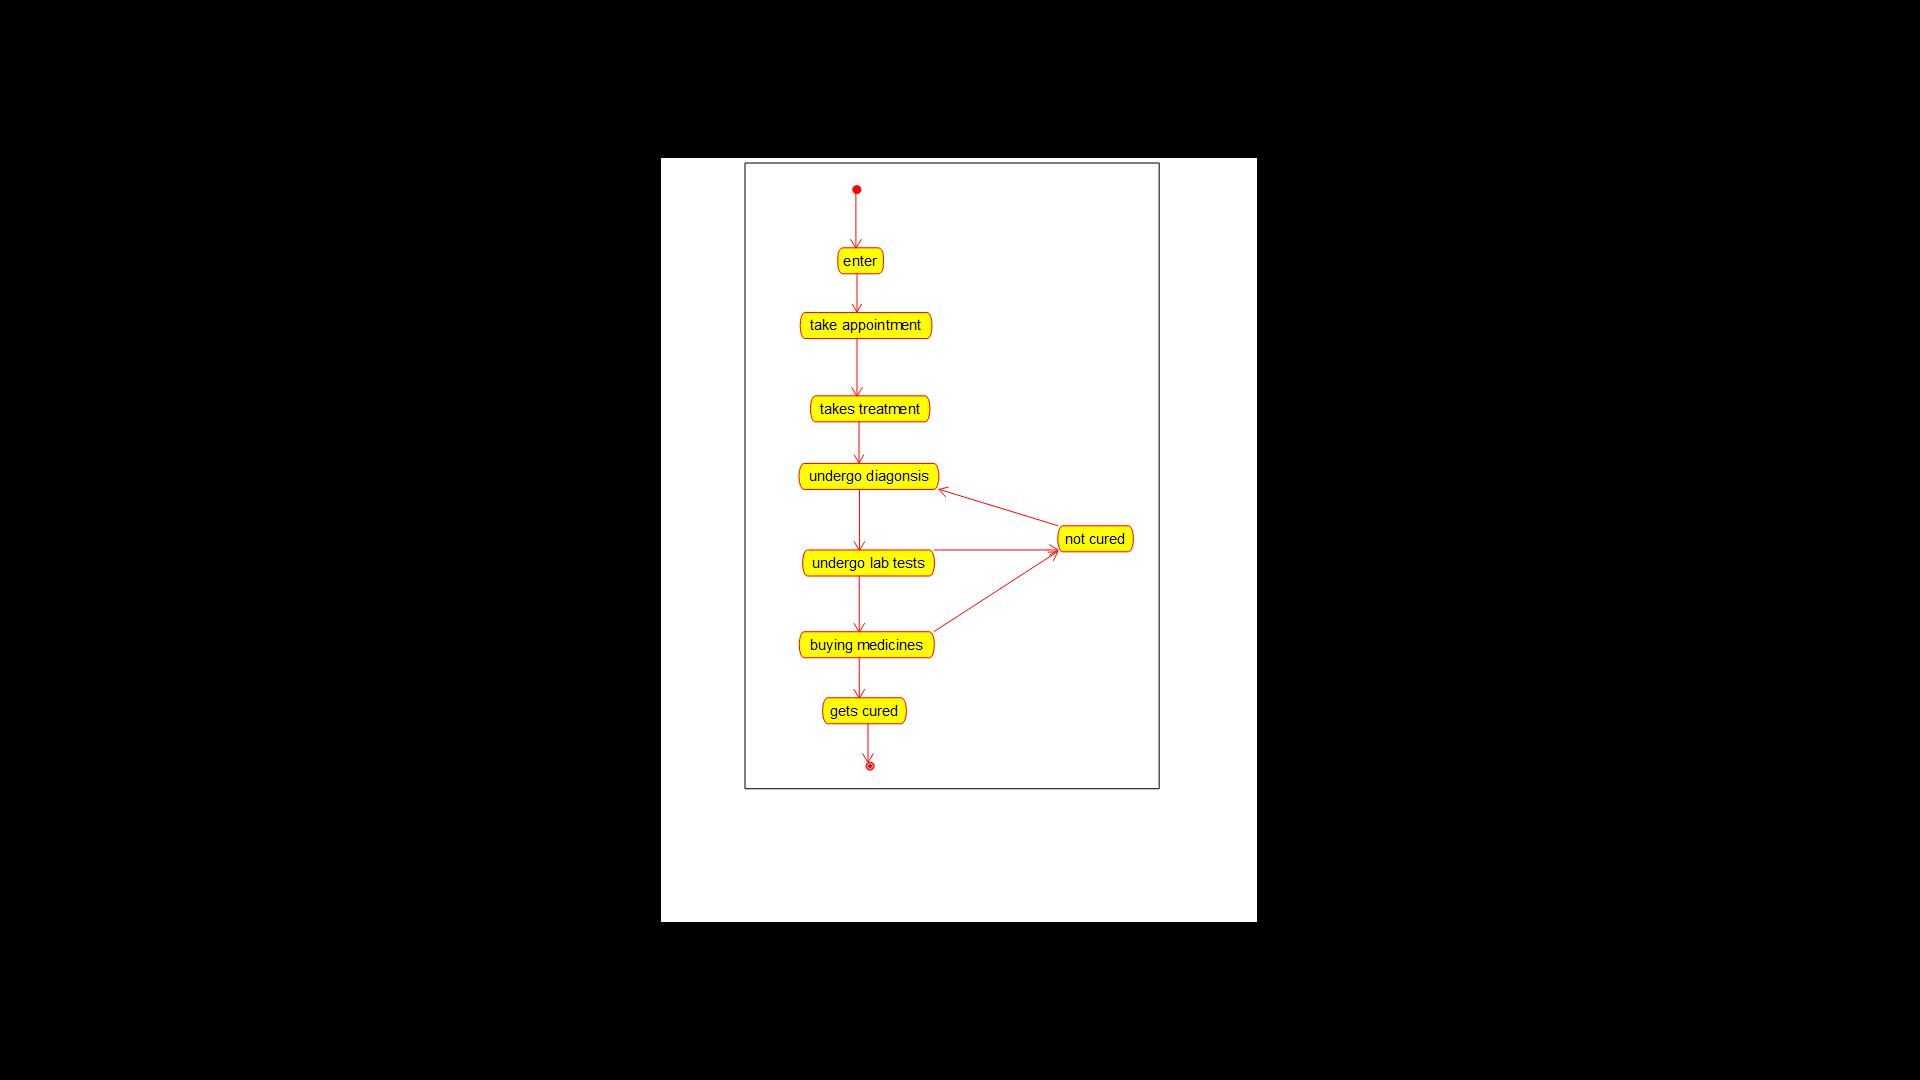 enter
take appointment
takes treatment
undergo diagonsis
not cured
undergo lab tests
buying medicines
gets cured